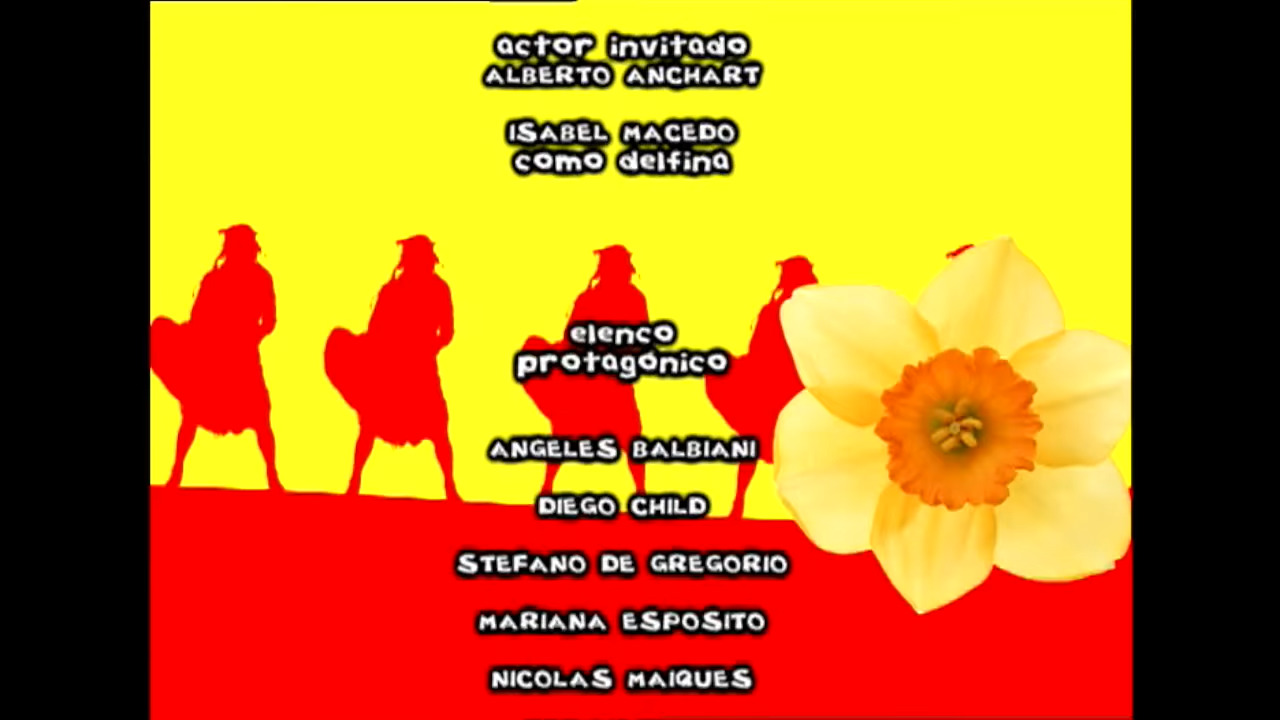 actor invitado
ALBERTO ANCHART
ISABEL MACEDO
como delfina
elenco
protagónico
ANGELES BALBIANI
DIEGO CHILD
STEFANO DE GREGORIO
MARIANA ESPOSITO
NICOLAS MAIQUES